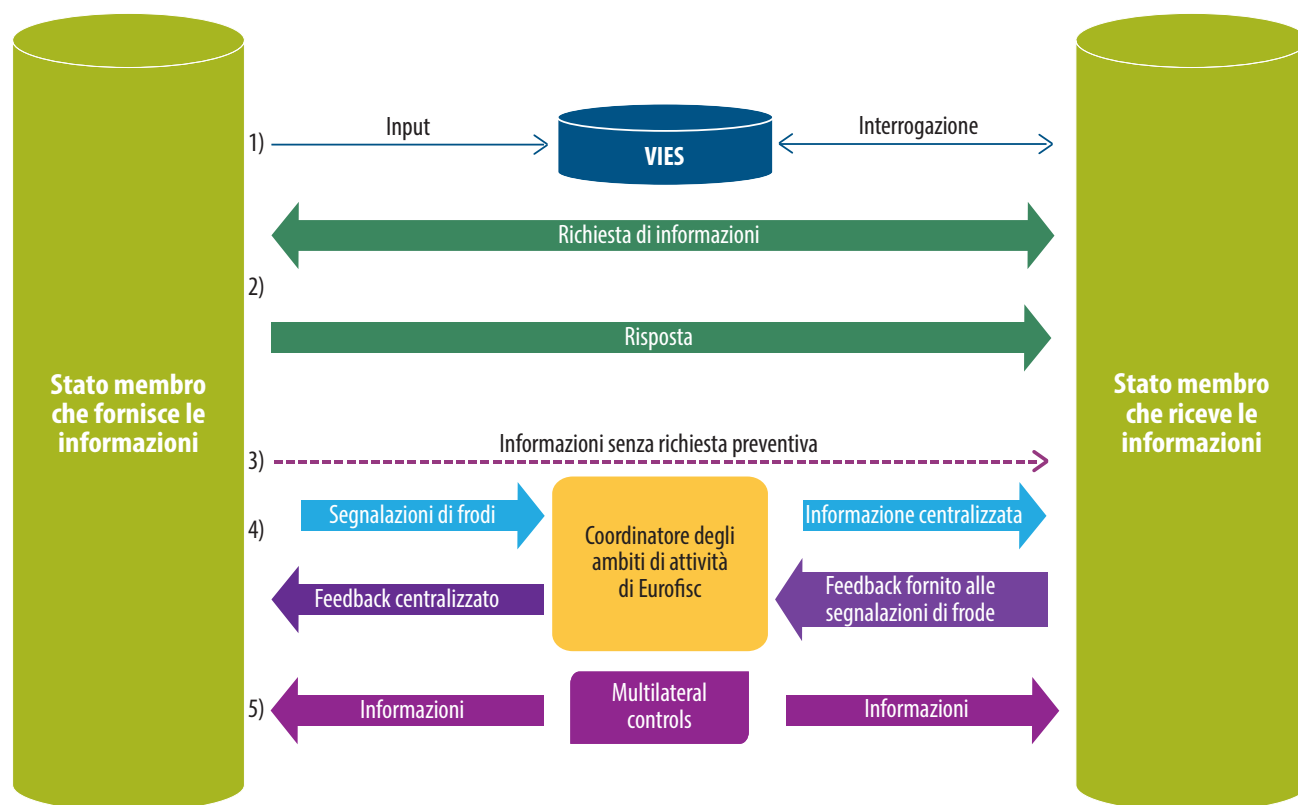 1)
Input
VIES
Interrogazione
Richiesta di informazioni
2)
Risposta
Stato membro
che fornisce le
informazioni
Stato membro
che riceve le
informazioni
3)
Informazioni senza richiesta preventiva
4)
Segnalazioni di frodi
Coordinatore degli
ambiti di attività
di Eurofisc
Informazione centralizzata
Feedback centralizzato
Feedback fornito alle
segnalazioni di frode
5)
Informazioni
Multilateral
controls
Informazioni